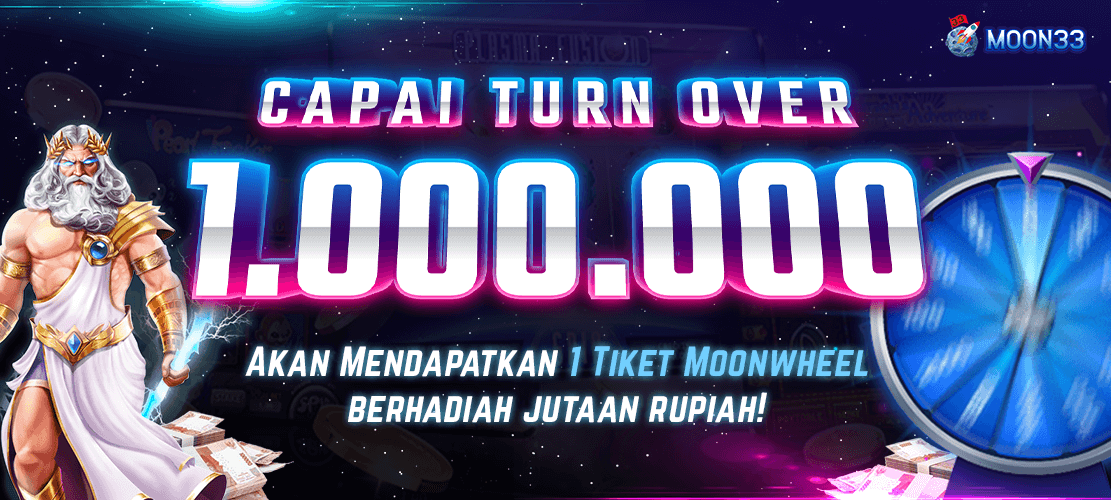 MOON33
CAPAI TURN OVER
1.000.000
AKAN MENDAPATKAN 1 TIKET MOONWHEEL
BERHADIAH JUTAAN RUPIAH!